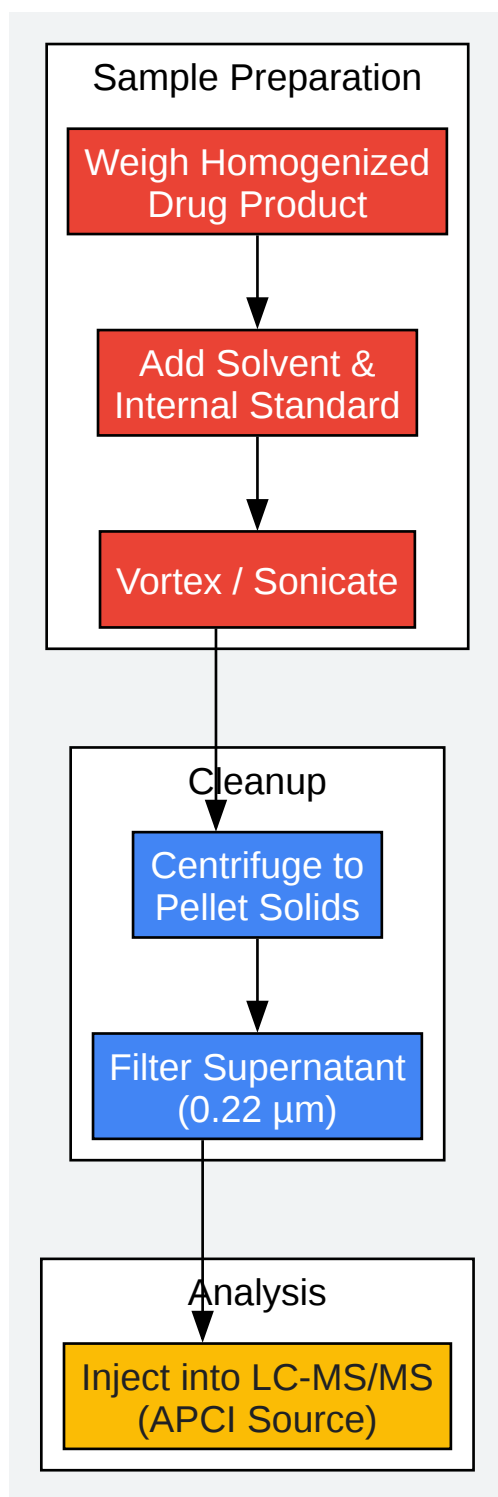 Sample Preparation
Weigh Homogenized
Drug Product
Add Solvent &
Internal Standard
Vortex / Sonicate
Cleanup
Centrifuge to
Pellet Solids
Filter Supernatant
(0.22 µm)
Analysis
Inject into LC-MS/MS
(APCI Source)